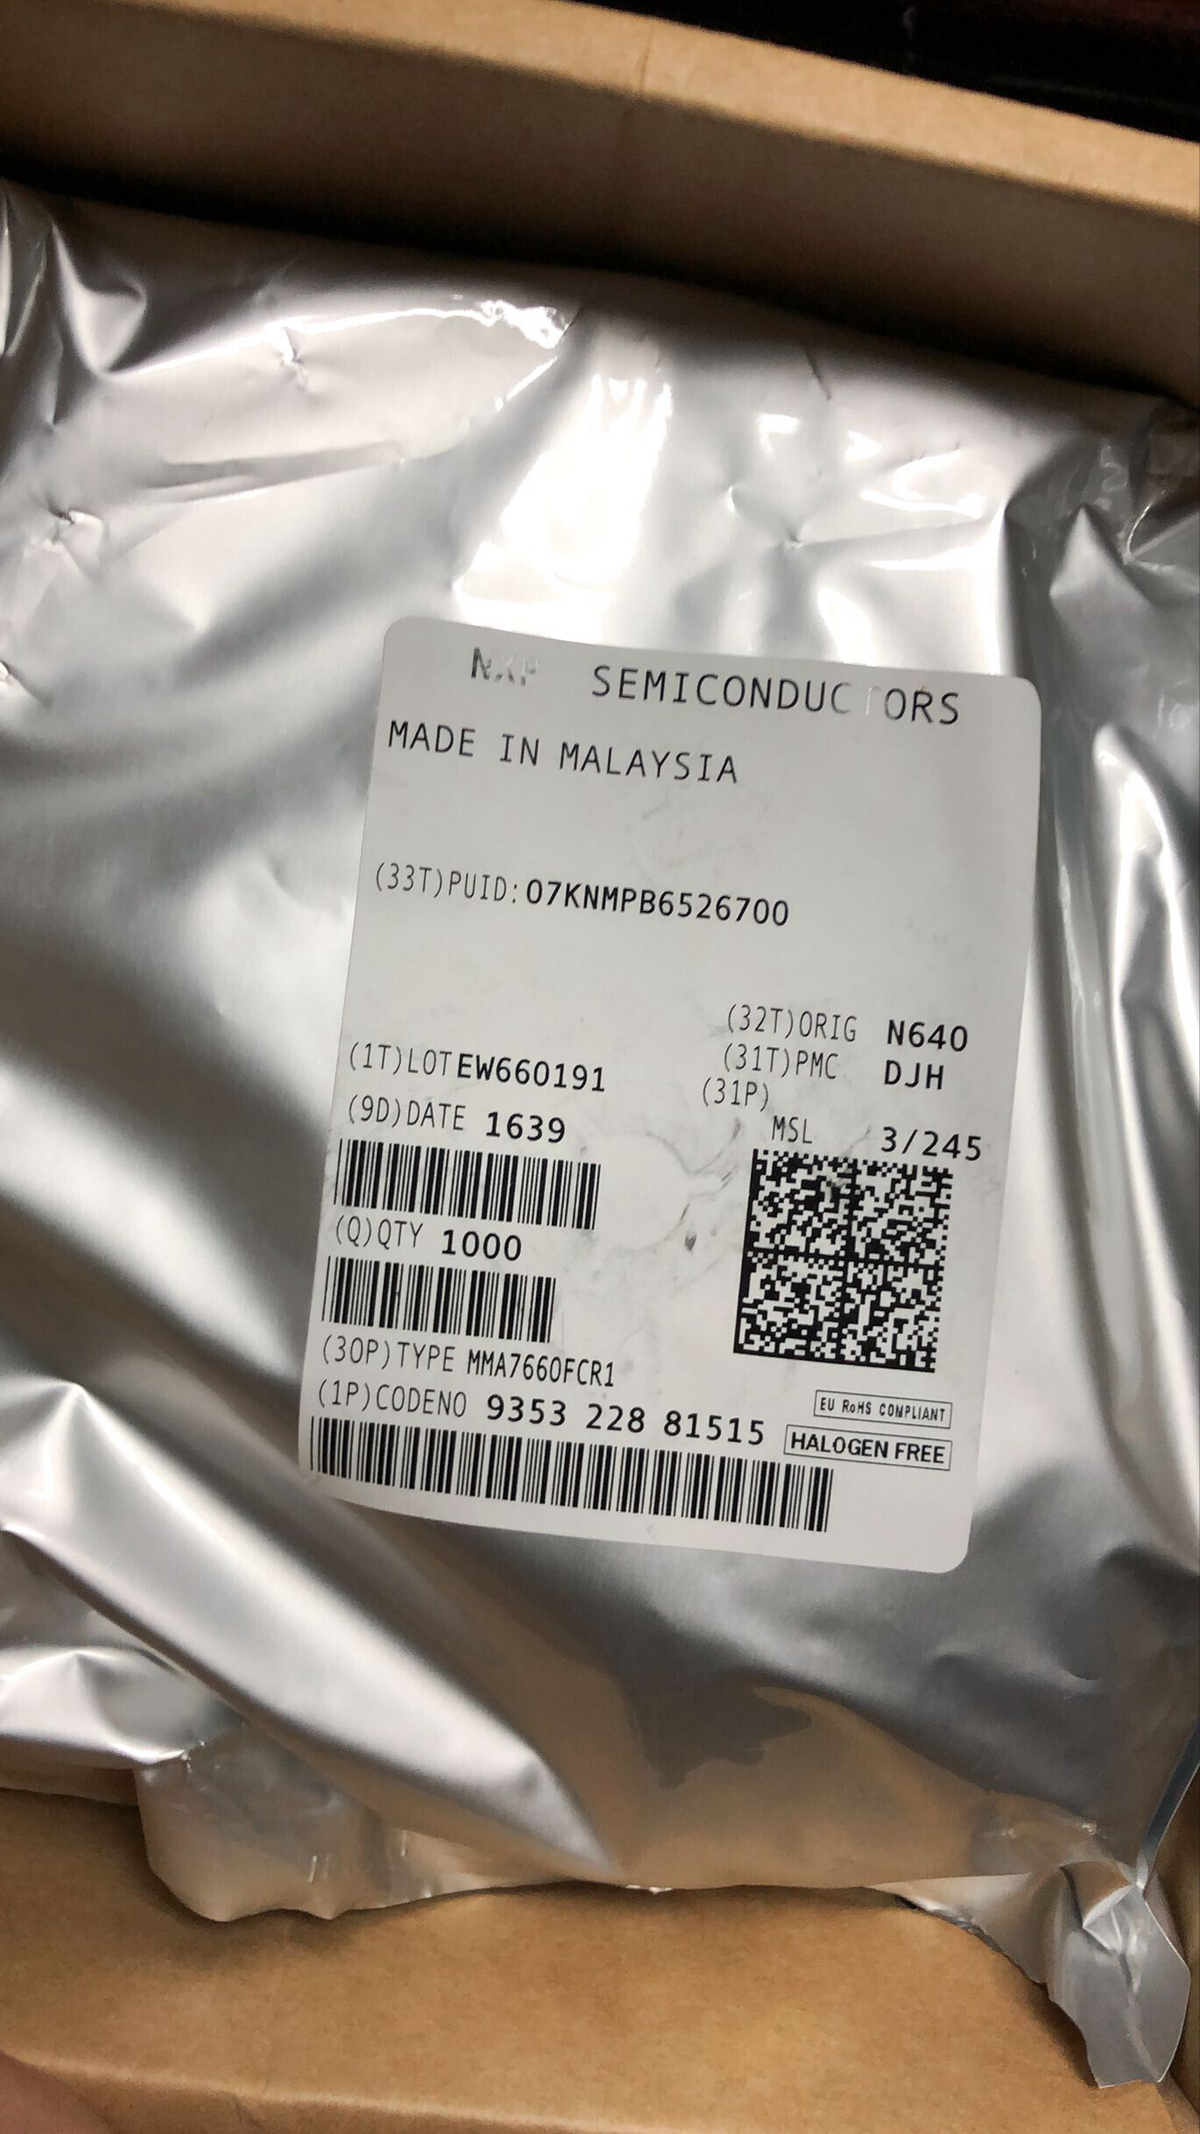 NXP SEMICONDUCTORS
MADE IN MALAYSIA
(33T)PUID: 07KNMPB6526700
(32T)ORIG N640
(31T)PMC DJH
(31P)
MSL 3/245
(1T)LOT EW660191
(9D)DATE 1639
(Q)QTY 1000
(30P)TYPE MMA7660FCR1
(1P)CODENO 9353 228 81515
EU RoHS COMPLIANT
HALOGEN FREE